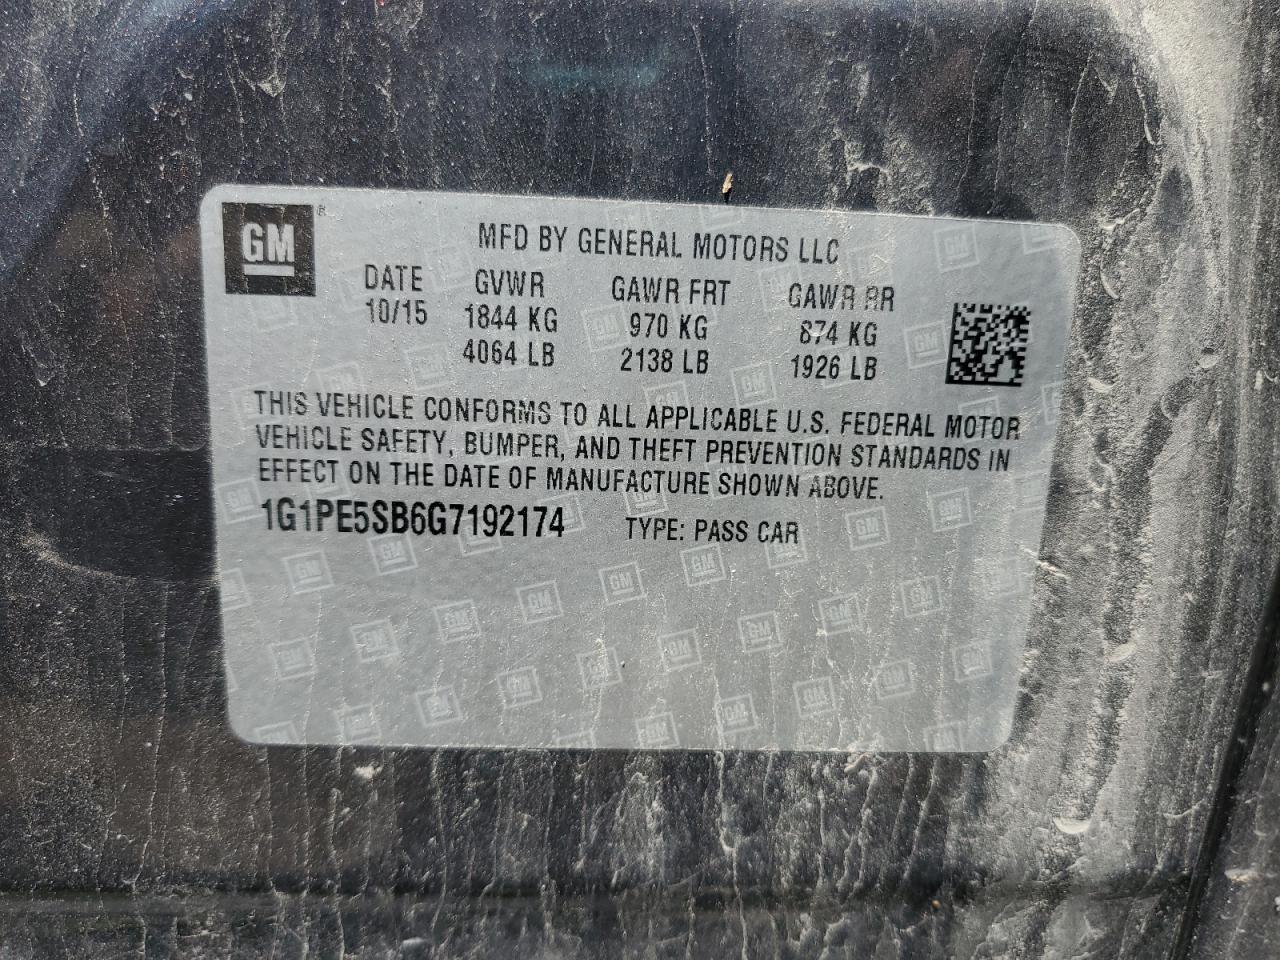 GM ®
MFD BY GENERAL MOTORS LLC
DATE GVWR GAWR FRT GAWR RR
10/15 1844 KG 970 KG 874 KG
4064 LB 2138 LB 1926 LB
THIS VEHICLE CONFORMS TO ALL APPLICABLE U.S. FEDERAL MOTOR
VEHICLE SAFETY, BUMPER, AND THEFT PREVENTION STANDARDS IN
EFFECT ON THE DATE OF MANUFACTURE SHOWN ABOVE.
1G1PE5SB6G7192174 TYPE: PASS CAR